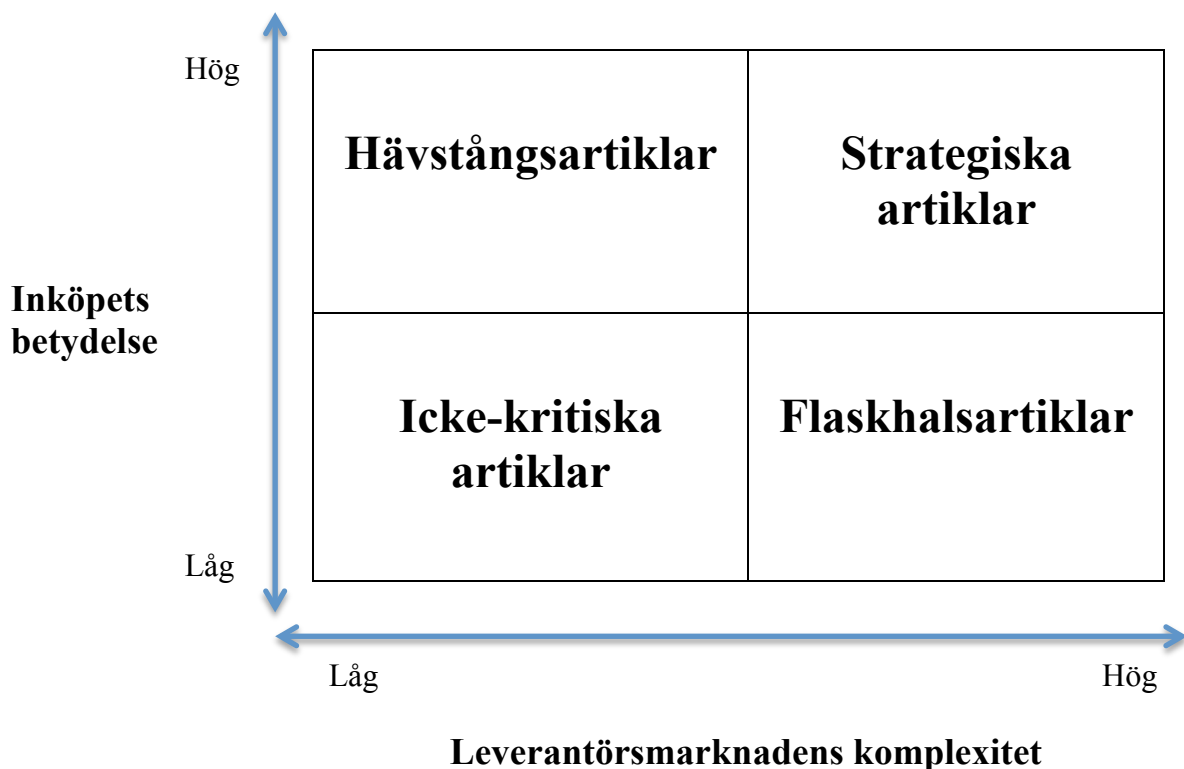 Hög
Hävstångsartiklar
Strategiska
artiklar
Inköpets
betydelse
Icke-kritiska
artiklar
Flaskhalsartiklar
Låg
Låg
Hög
Leverantörsmarknadens komplexitet